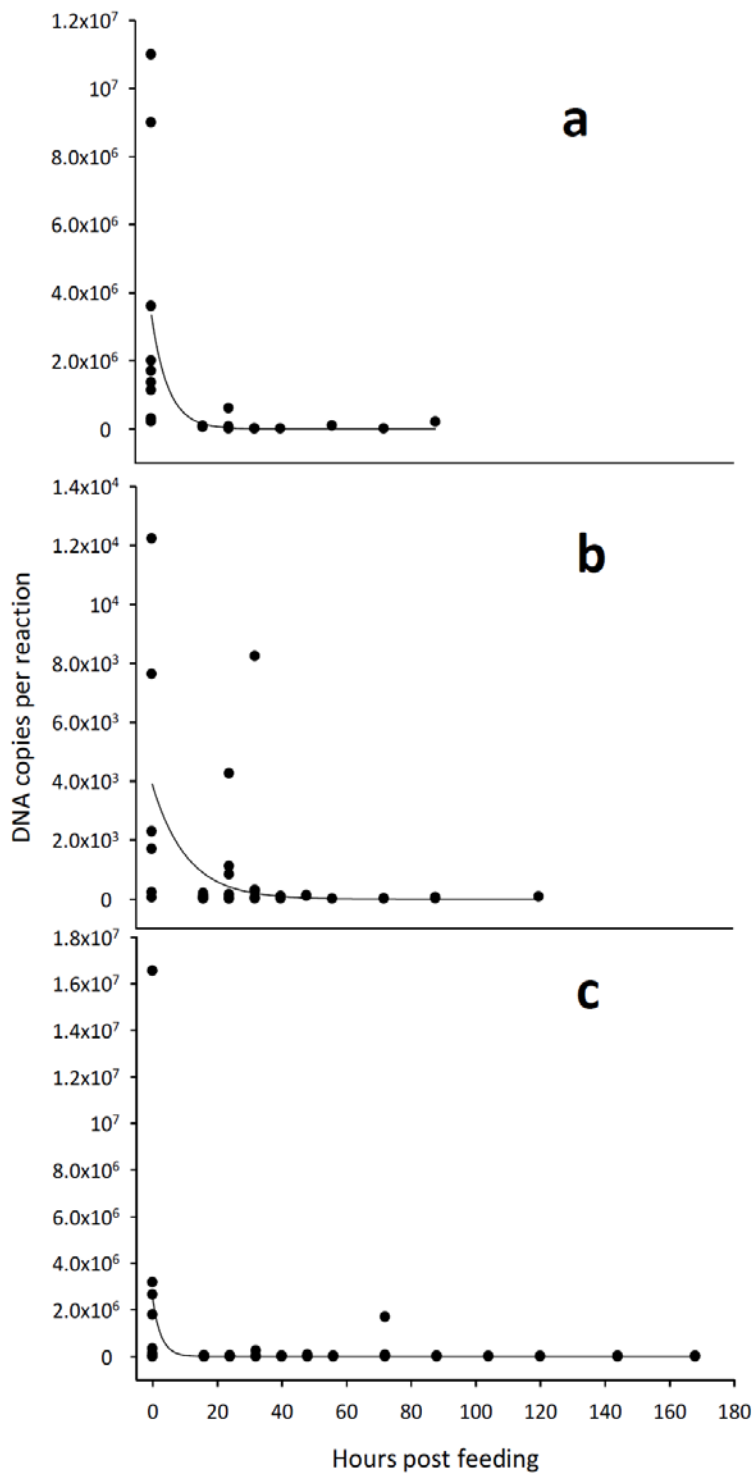 1.2x10⁷
10⁷
a
8.0x10⁶
6.0x10⁶
4.0x10⁶
2.0x10⁶
0
1.4x10⁴
1.2x10⁴
b
10⁴
8.0x10³
6.0x10³
4.0x10³
2.0x10³
0
DNA copies per reaction
1.8x10⁷
1.6x10⁷
c
1.4x10⁷
1.2x10⁷
10⁷
8.0x10⁶
6.0x10⁶
4.0x10⁶
2.0x10⁶
0
0 20 40 60 80 100 120 140 160 180
Hours post feeding